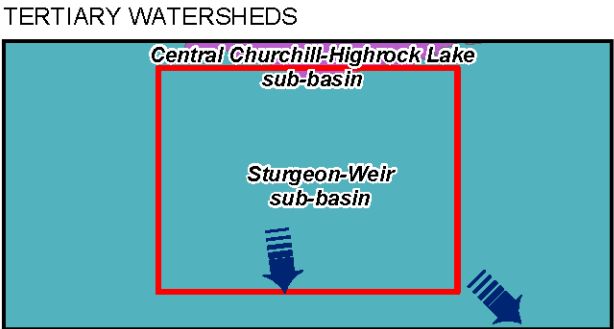 TERTIARY WATERSHEDS
Central Churchill-Highrock Lake
sub-basin
Sturgeon-Weir
sub-basin